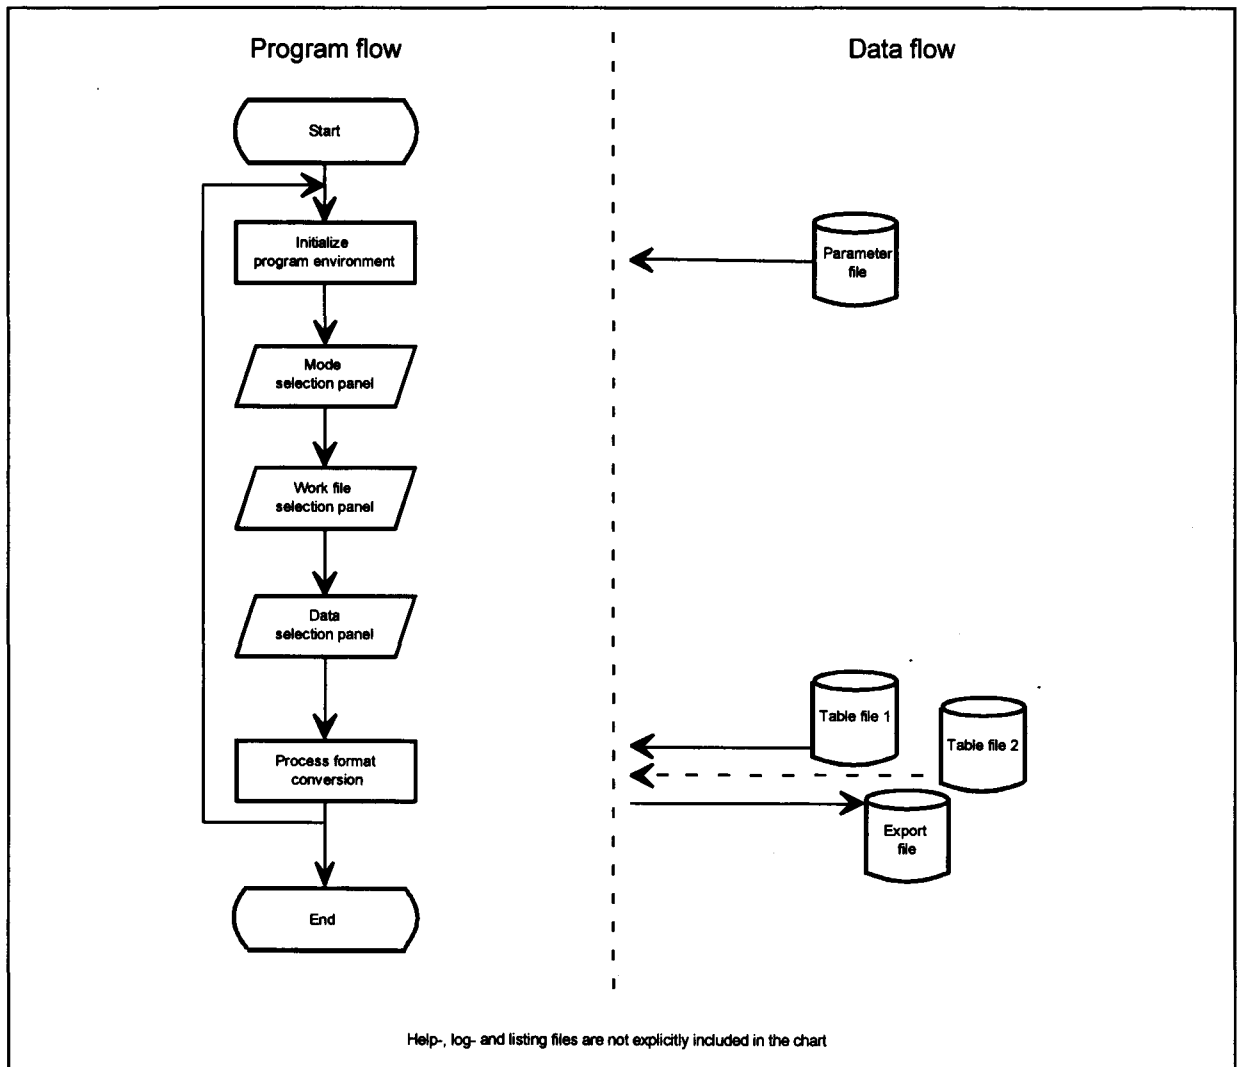 Program flow
Data flow
Start
Initialize
program environment
Parameter
file
Mode
selection panel
Work file
selection panel
Data
selection panel
Table file 1
Table file 2
Process format
conversion
Export
file
End
Help-, log- and listing files are not explicitly included in the chart